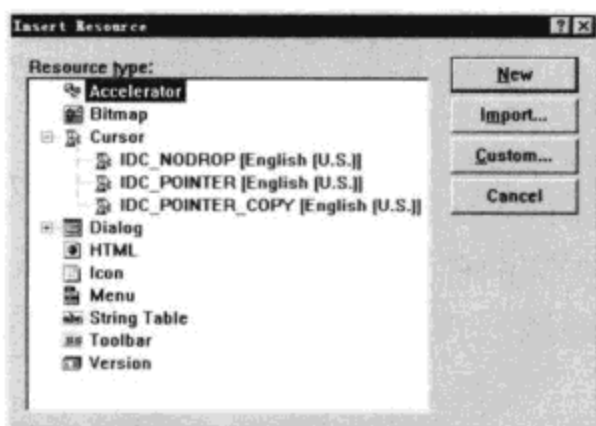 Insert Resource
Resource type:
Accelerator
Bitmap
Cursor
IDC_NODROP [English (U.S.)]
IDC_POINTER [English (U.S.)]
IDC_POINTER_COPY [English (U.S.)]
Dialog
HTML
Icon
Menu
abc String Table
Toolbar
Version
New
Import...
Custom...
Cancel